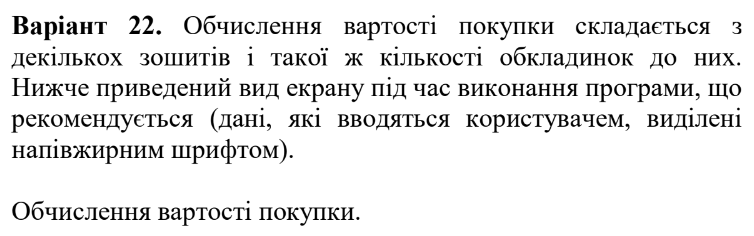 Варіант 22. Обчислення вартості покупки складається з
декількох зошитів і такої ж кількості обкладинок до них.
Нижче приведений вид екрану під час виконання програми, що
рекомендується (дані, які вводяться користувачем, виділені
напівжирним шрифтом).
Обчислення вартості покупки.